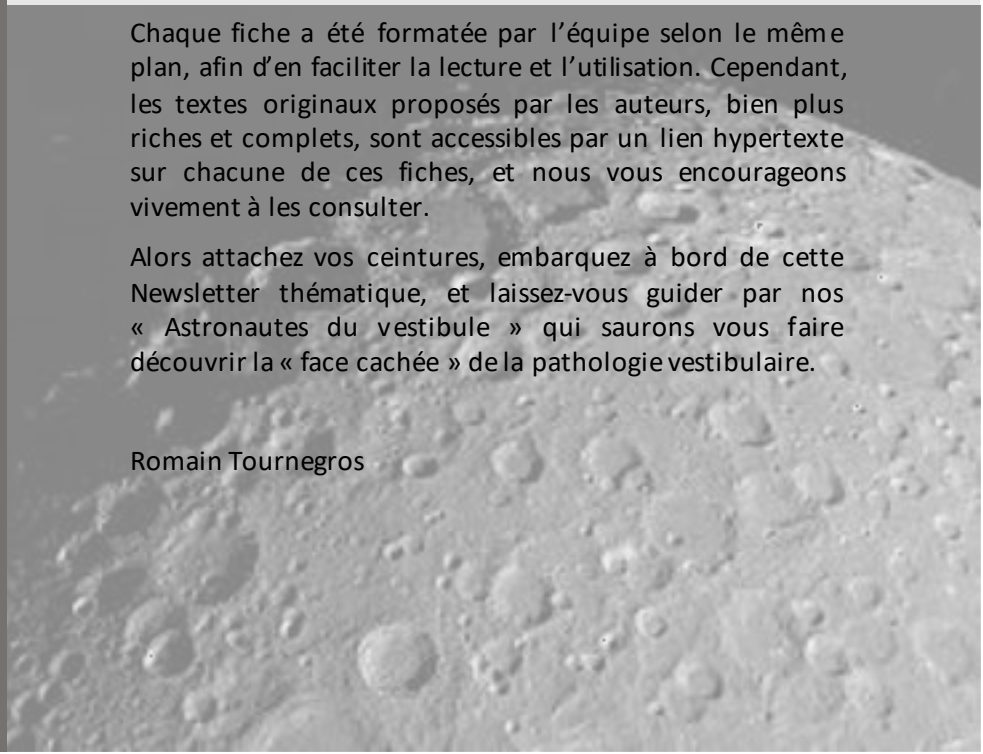 Chaque fiche a été formatée par l’équipe selon le même
plan, afin d’en faciliter la lecture et l’utilisation. Cependant,
les textes originaux proposés par les auteurs, bien plus
riches et complets, sont accessibles par un lien hypertexte
sur chacune de ces fiches, et nous vous encourageons
vivement à les consulter.
Alors attachez vos ceintures, embarquez à bord de cette
Newsletter thématique, et laissez-vous guider par nos
« Astronautes du vestibule » qui saurons vous faire
découvrir la « face cachée » de la pathologie vestibulaire.
Romain Tournegros